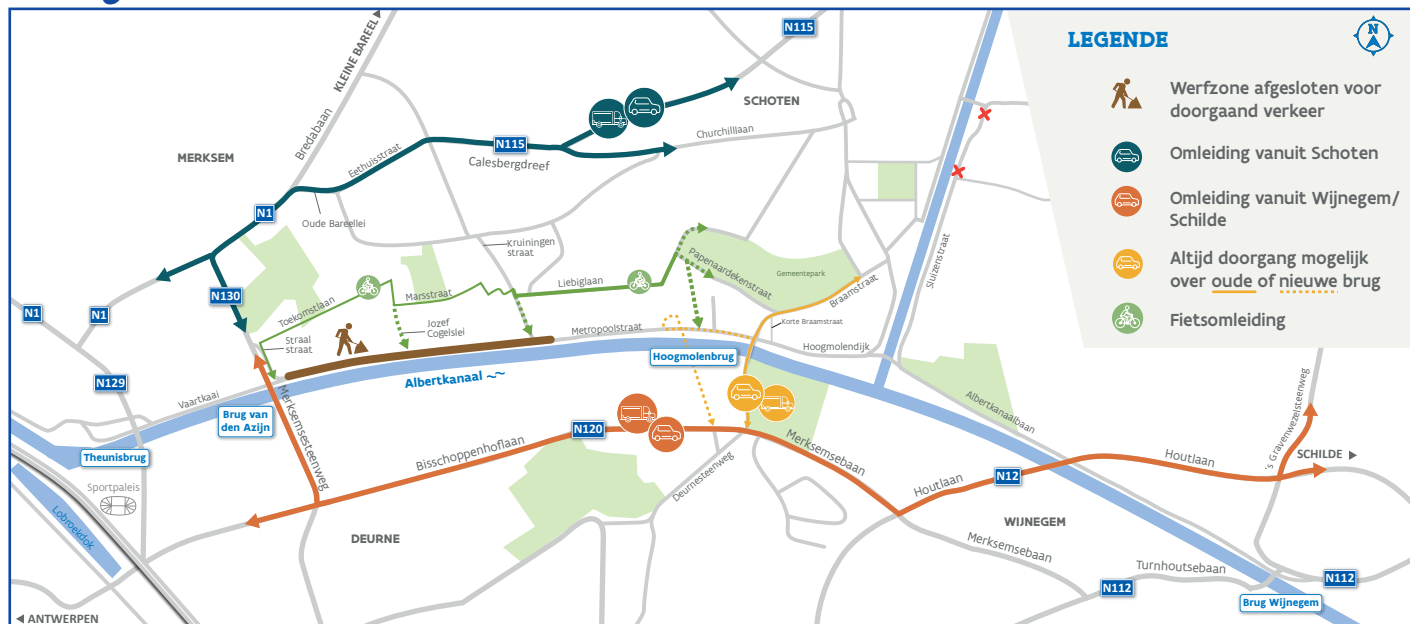 KLEINE BAREEL
N115
LEGENDE
N
Werfzone afgesloten voor
doorgaand verkeer
Omleiding vanuit Schoten
Omleiding vanuit Wijnegem/
Schilde
Altijd doorgang mogelijk
over oude of nieuwe brug
Fietsomleiding
SCHOTEN
Bredabaan
MERKSEM
Eethuisstraat
N115
Calesbergdreef
Churchilllaan
N1
Oude Bareellei
Kruiningen
straat
Sluizenstraat
Papenaardekenstraat
Gemeentepark
Braamstraat
N130
Liebiglaan
Marsstraat
Toekomstlaan
N1
N1
Jozef
Cogelslei
Straal
straat
Metropoolstraat
Korte Braamstraat
Hoogmolendijk
Hoogmolenbrug
Albertkanaal
N129
Vaartkaai
Brug van
den Azijn
Merksemsesteenweg
Albertkanaalbaan
's Gravenwezelsteenweg
N120
Bisschoppenhoflaan
Merksemsebaan
Theunisbrug
Sportpaleis
Lobroekdok
Deurnesteenweg
Houtlaan
N12
Houtlaan
SCHILDE
DEURNE
WIJNEGEM
Merksemsebaan
Turnhoutsebaan
N112
N112
Brug Wijnegem
ANTWERPEN